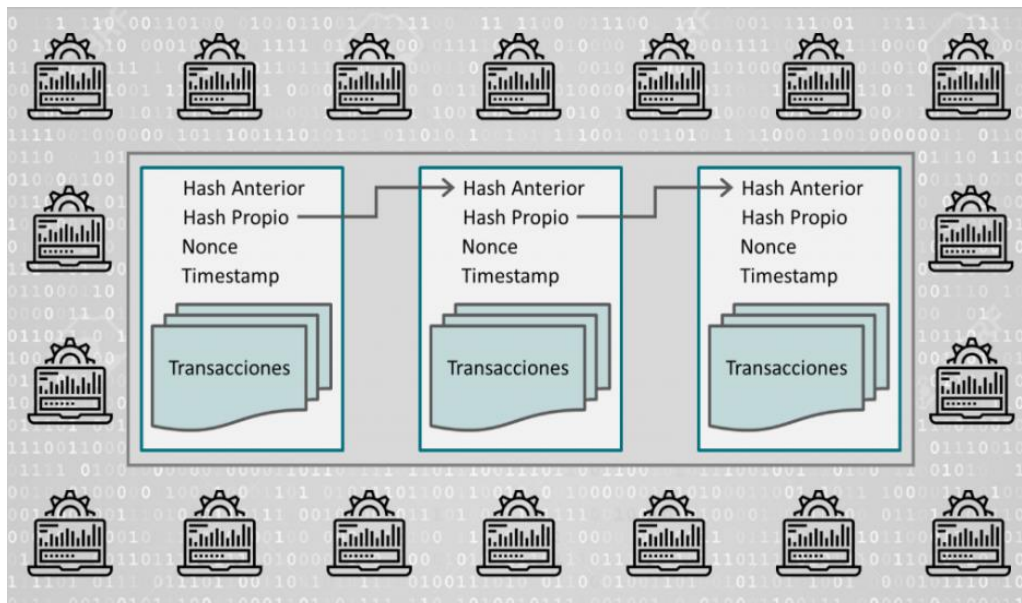 Hash Anterior
Hash Propio
Nonce
Timestamp
Transacciones
Hash Anterior
Hash Propio
Nonce
Timestamp
Transacciones
Hash Anterior
Hash Propio
Nonce
Timestamp
Transacciones